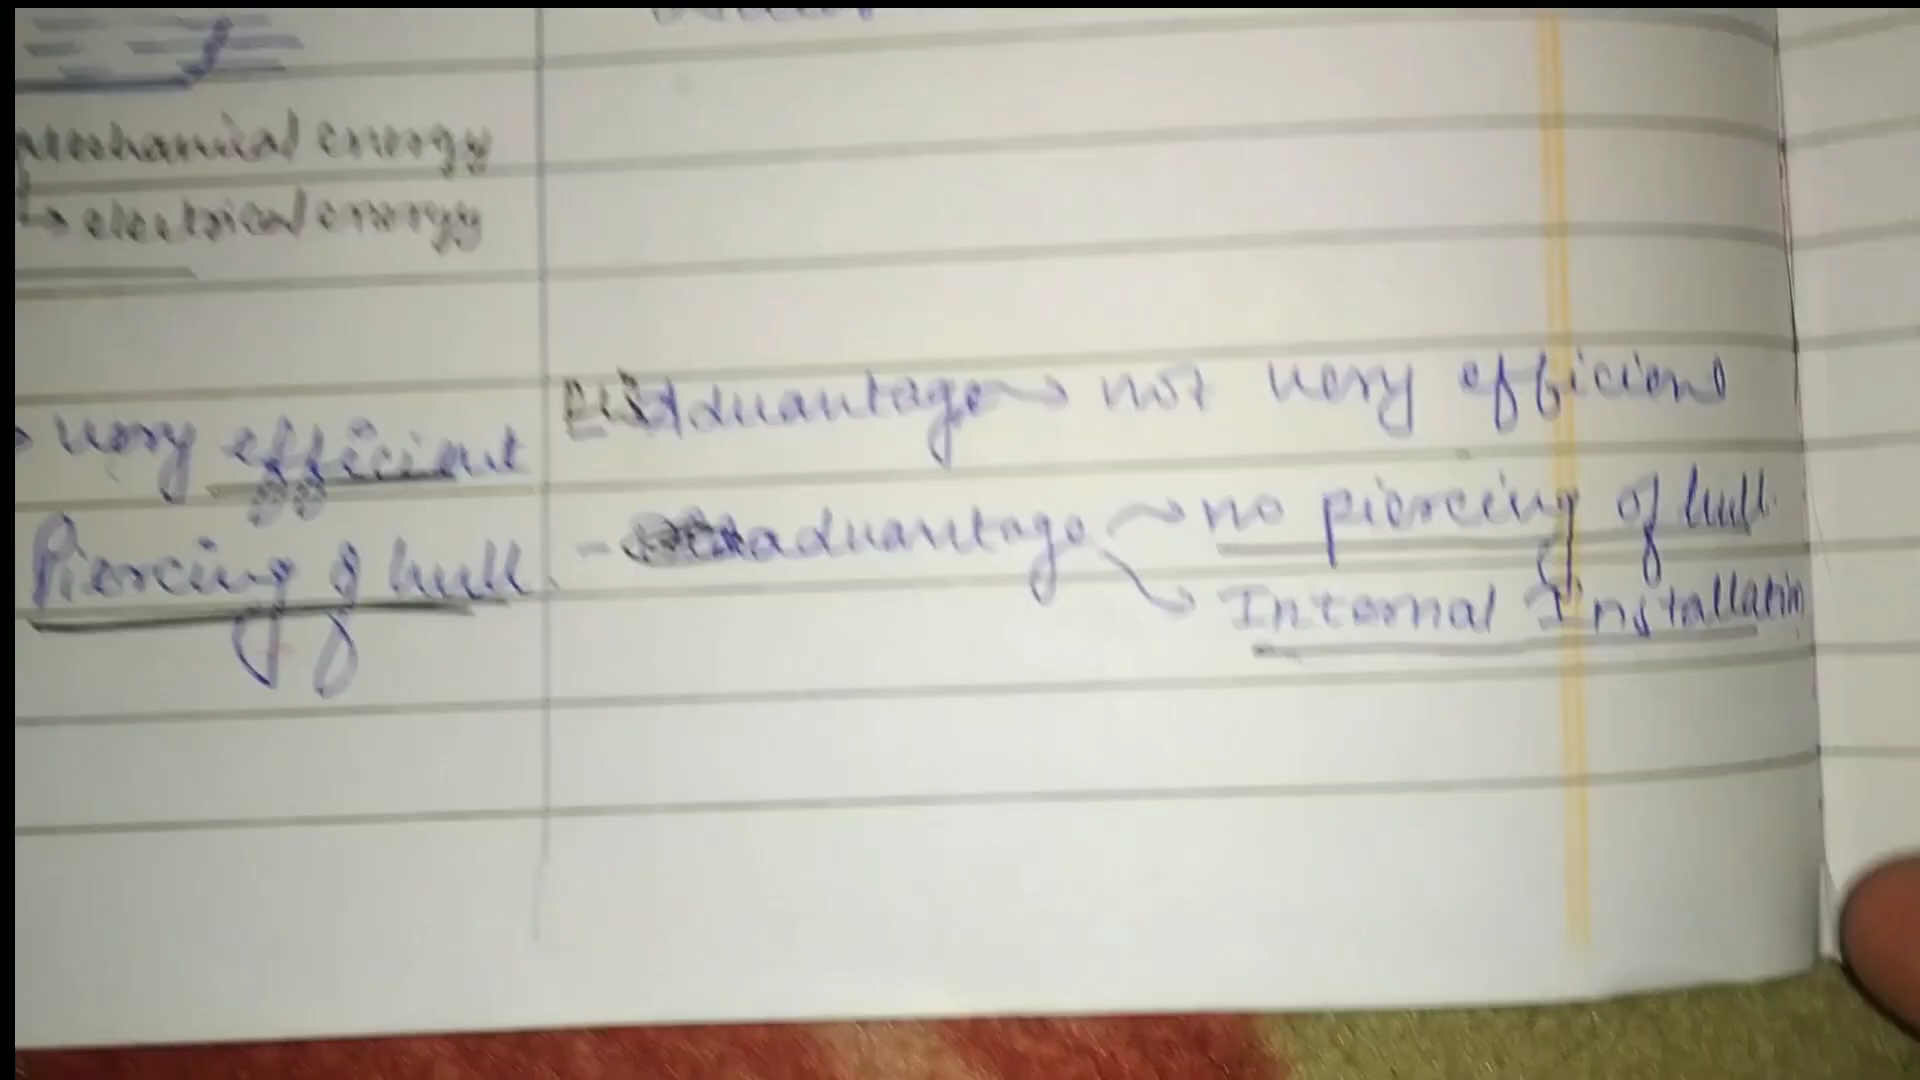 mechanical energy
→ electrical energy
very efficient
Piercing of hull.
Disadvantage → not very efficient
- advantage → no piercing of hull.
→ Internal Installation